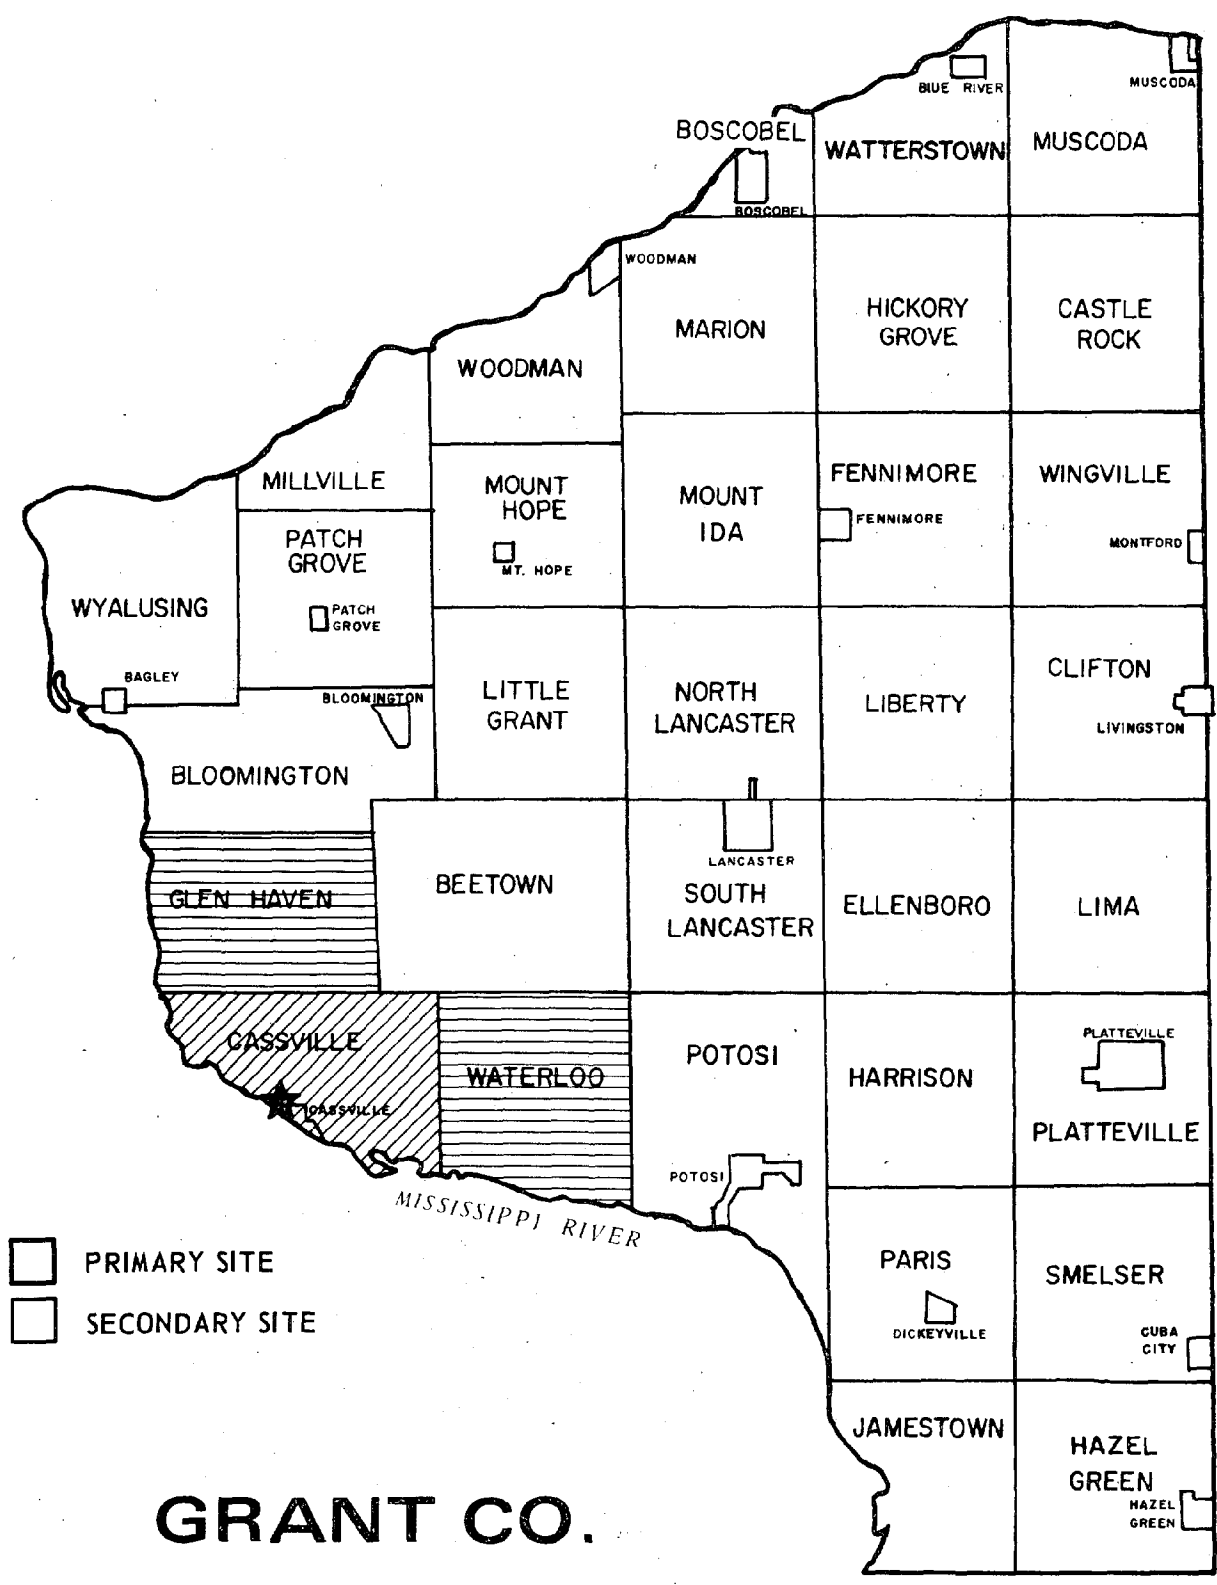 BLUE RIVER
MUSCODA
BOSCOBEL
WATTERSTOWN
MUSCODA
BOSCOBEL
WOODMAN
MARION
HICKORY
GROVE
CASTLE
ROCK
WOODMAN
MILLVILLE
MOUNT
HOPE
MT. HOPE
MOUNT
IDA
FENNIMORE
FENNIMORE
WINGVILLE
MONTFORD
PATCH
GROVE
PATCH
GROVE
WYALUSING
BAGLEY
BLOOMINGTON
BLOOMINGTON
LITTLE
GRANT
NORTH
LANCASTER
LIBERTY
CLIFTON
LIVINGSTON
GLEN HAVEN
BEETOWN
LANCASTER
SOUTH
LANCASTER
ELLENBORO
LIMA
CASSVILLE
CASSVILLE
WATERLOO
POTOSI
POTOSI
HARRISON
PLATTEVILLE
PLATTEVILLE
MISSISSIPPI RIVER
PRIMARY SITE
SECONDARY SITE
PARIS
DICKEYVILLE
SMELSER
CUBA
CITY
JAMESTOWN
HAZEL
GREEN
HAZEL
GREEN
GRANT CO.